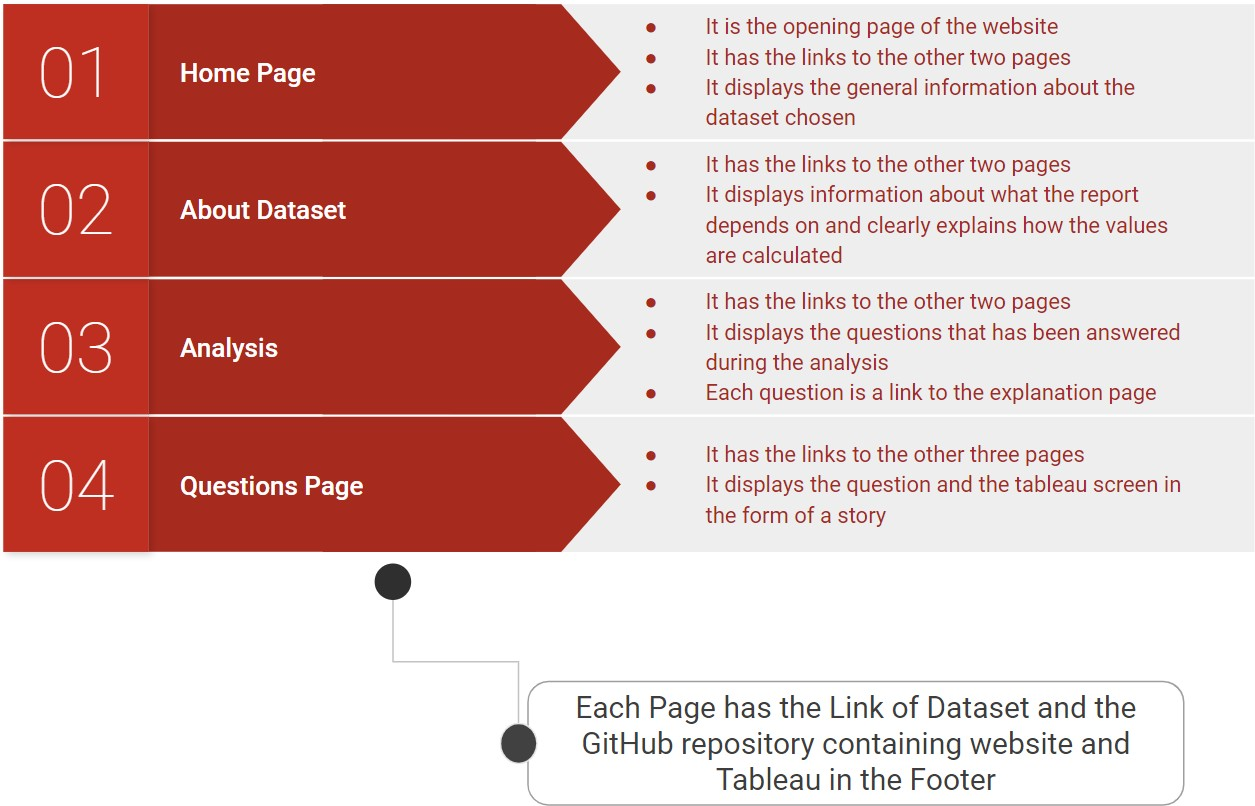 01
Home Page
● It is the opening page of the website
● It has the links to the other two pages
● It displays the general information about the
dataset chosen
02
About Dataset
● It has the links to the other two pages
● It displays information about what the report
depends on and clearly explains how the values
are calculated
03
Analysis
● It has the links to the other two pages
● It displays the questions that has been answered
during the analysis
● Each question is a link to the explanation page
04
Questions Page
● It has the links to the other three pages
● It displays the question and the tableau screen in
the form of a story
Each Page has the Link of Dataset and the
GitHub repository containing website and
Tableau in the Footer